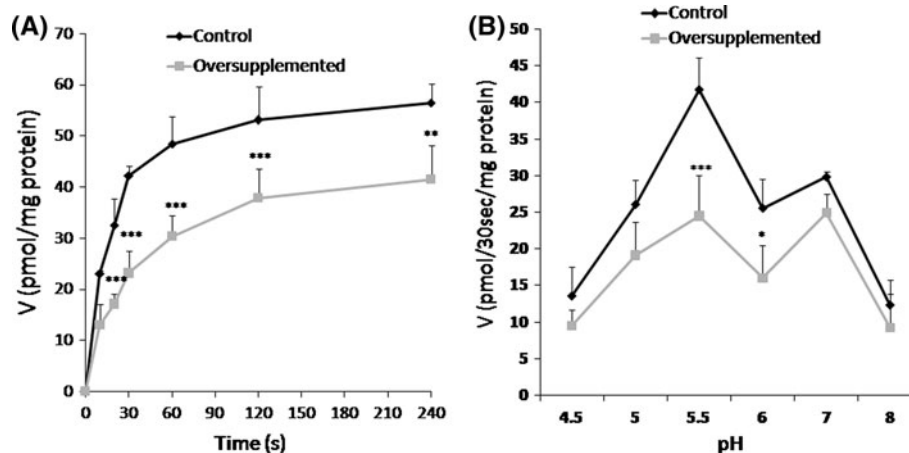 (A)
Control
Oversupplemented
V (pmol/mg protein)
70
60
50
40
30
20
10
0
***
***
***
***
**
0 30 60 90 120 150 180 210 240
Time (s)
(B)
Control
Oversupplemented
V (pmol/30sec/mg protein)
50
45
40
35
30
25
20
15
10
5
0
***
*
4.5 5 5.5 6 7 8
pH